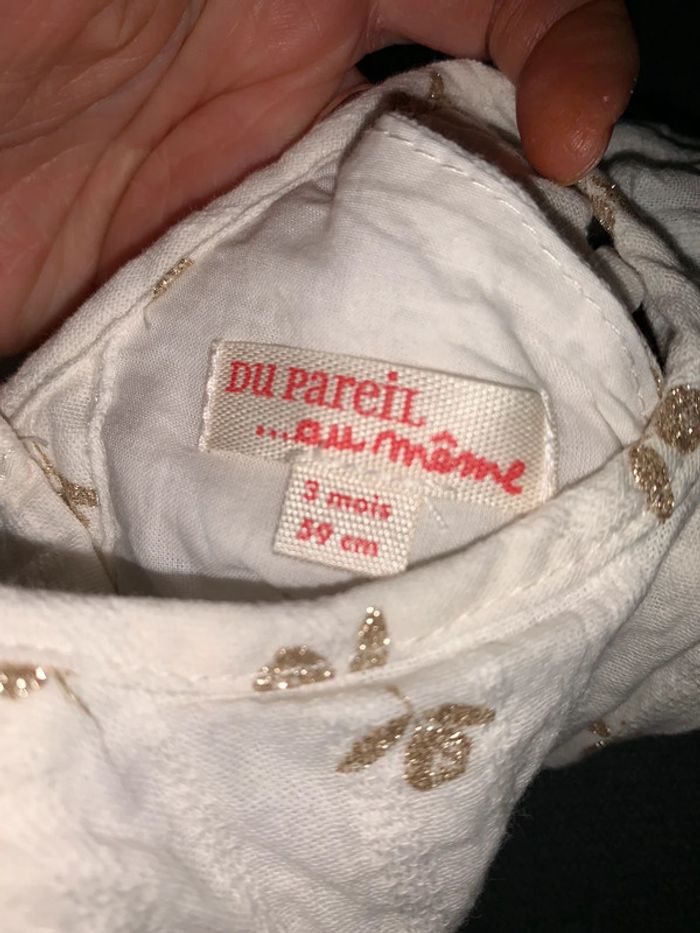 DU PAREIL
...au même
3 mois
59 cm